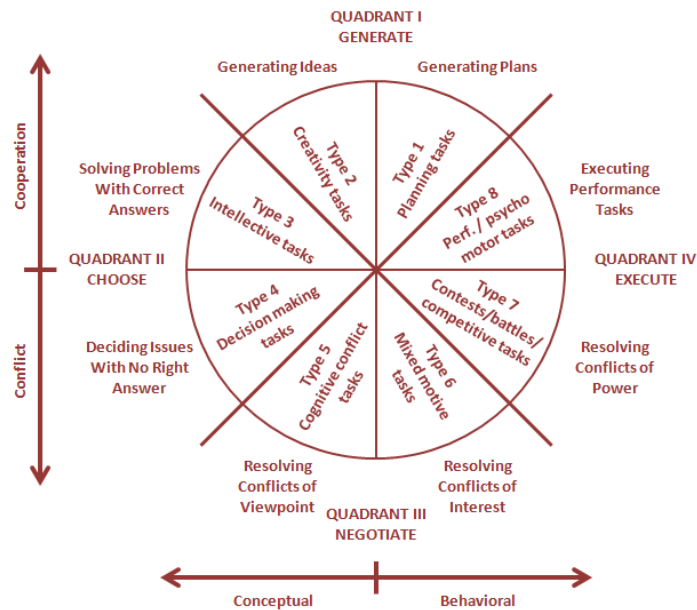 QUADRANT I
GENERATE
Generating Ideas
Generating Plans
Cooperation
Conflict
Solving Problems
With Correct
Answers
Type 2
Creativity tasks
Type 1
Planning tasks
Executing
Performance
Tasks
Type 3
Intellective tasks
Type 8
Perf./ psycho
motor tasks
QUADRANT II
CHOOSE
QUADRANT IV
EXECUTE
Type 4
Decision making
tasks
Type 7
Contests/battles/
competitive tasks
Deciding Issues
With No Right
Answer
Type 5
Cognitive conflict
tasks
Type 6
Mixed motive
tasks
Resolving
Conflicts of
Power
Resolving
Conflicts of
Viewpoint
Resolving
Conflicts of
Interest
QUADRANT III
NEGOTIATE
Conceptual
Behavioral